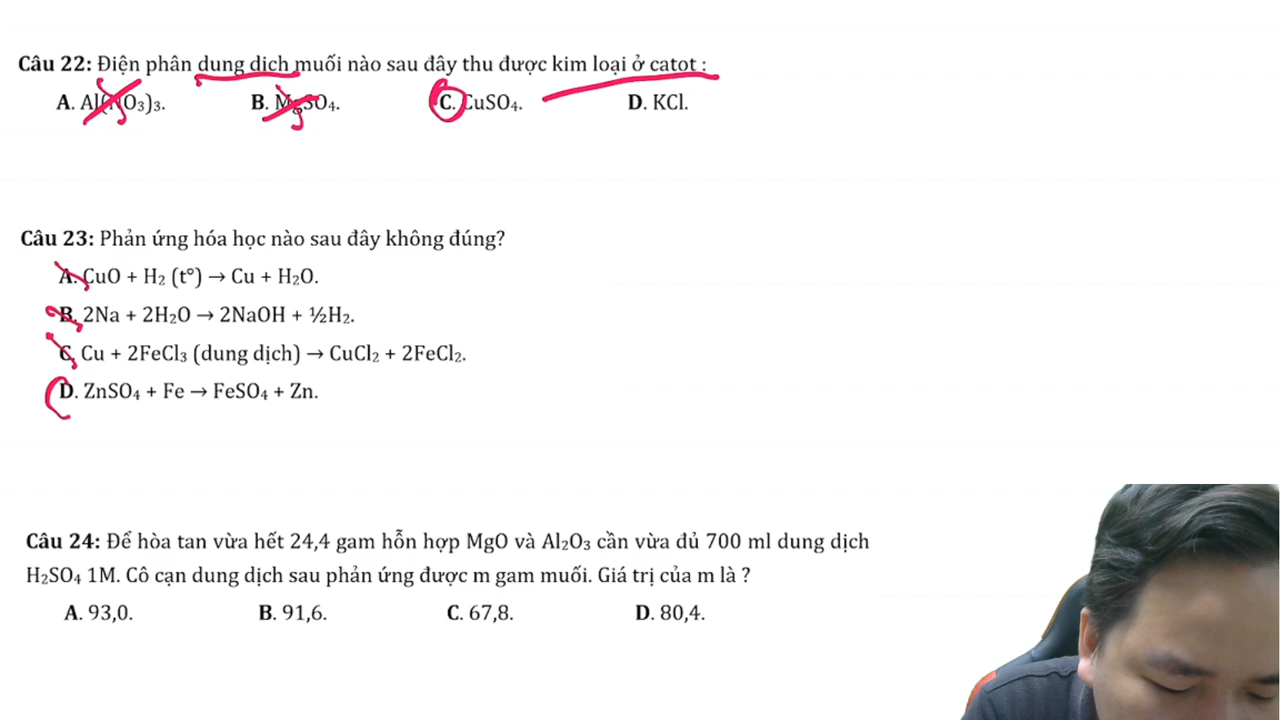 Câu 22: Điện phân dung dịch muối nào sau đây thu được kim loại ở catot :
A. Al(NO₃)₃. B. MgSO₄. C. CuSO₄. D. KCl.
Câu 23: Phản ứng hóa học nào sau đây không đúng?
A. CuO + H₂ (t°) → Cu + H₂O.
B. 2Na + 2H₂O → 2NaOH + ½H₂.
C. Cu + 2FeCl₃ (dung dịch) → CuCl₂ + 2FeCl₂.
D. ZnSO₄ + Fe → FeSO₄ + Zn.
Câu 24: Để hòa tan vừa hết 24,4 gam hỗn hợp MgO và Al₂O₃ cần vừa đủ 700 ml dung dịch
H₂SO₄ 1M. Cô cạn dung dịch sau phản ứng được m gam muối. Giá trị của m là ?
A. 93,0. B. 91,6. C. 67,8. D. 80,4.